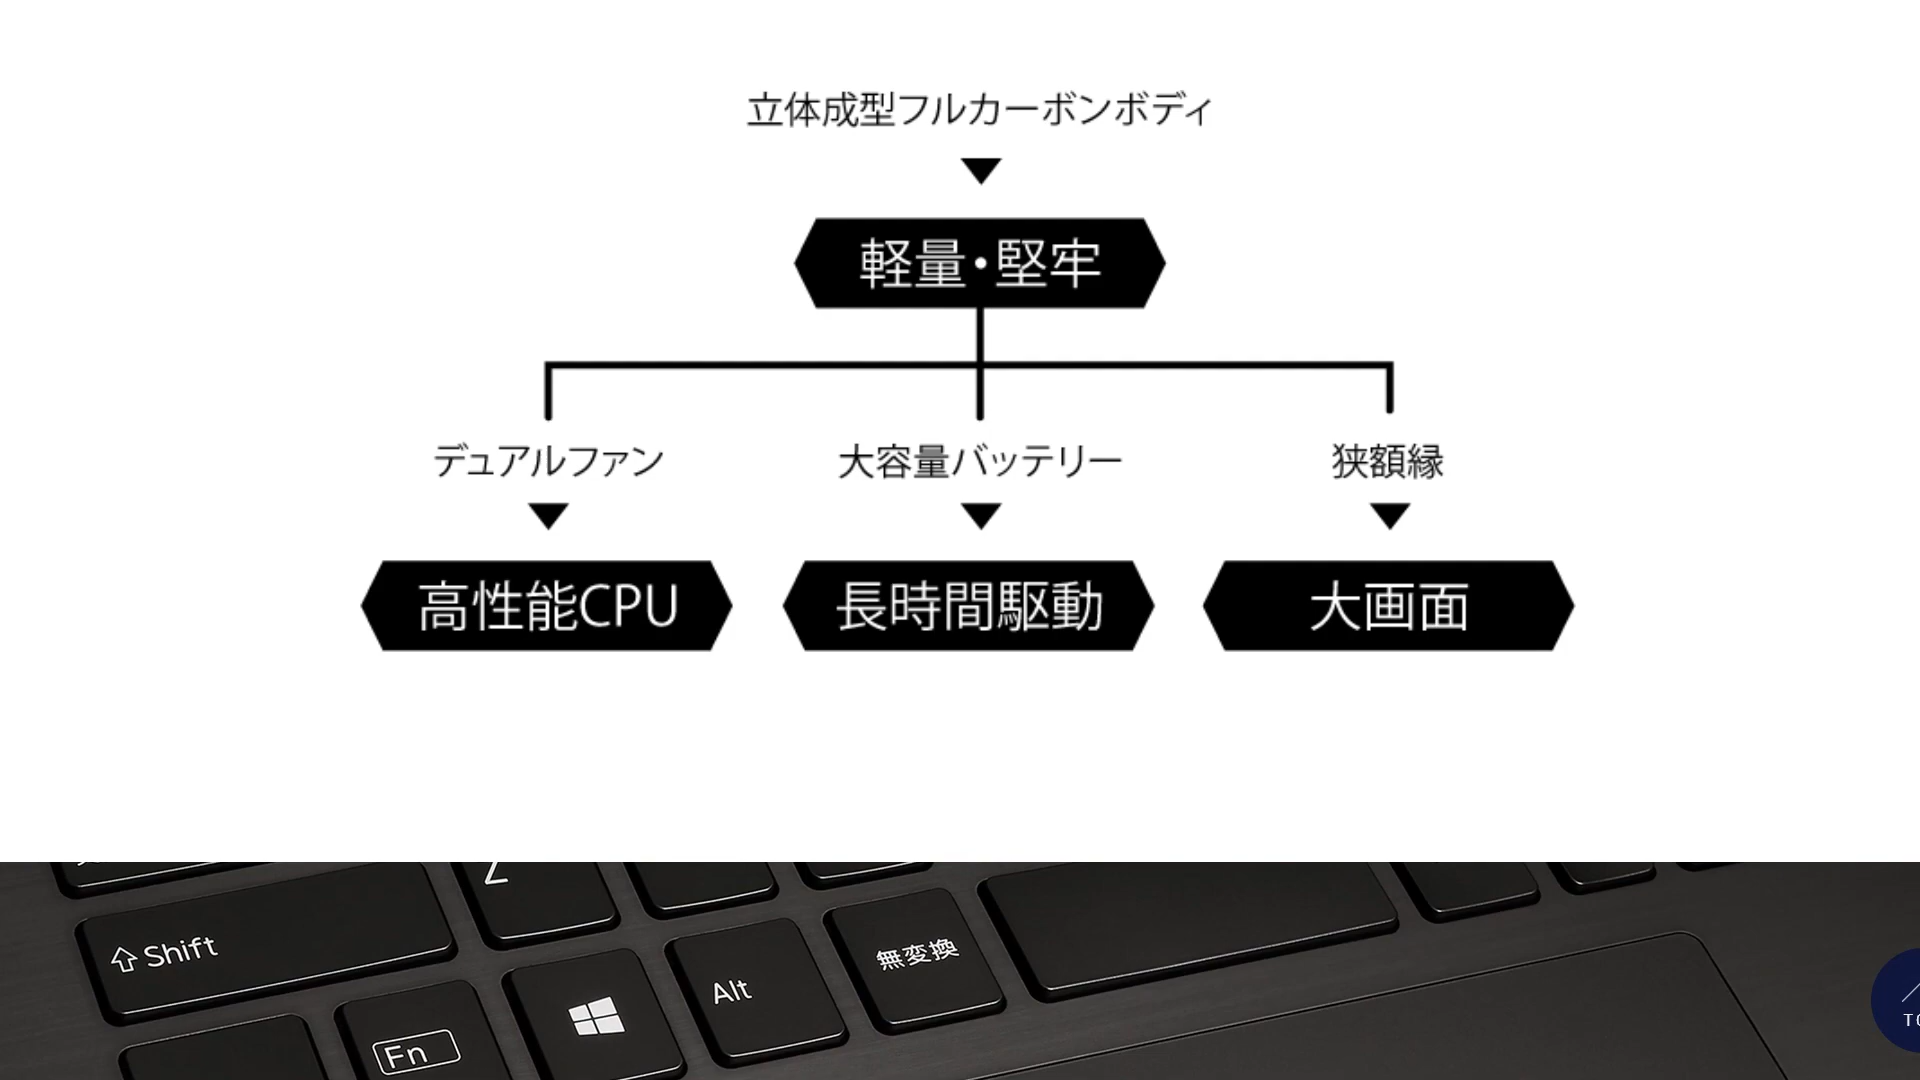 立体成型フルカーボンボディ
軽量・堅牢
デュアルファン
大容量バッテリー
狭額縁
高性能CPU
長時間駆動
大画面
Z
Shift
無変換
Alt
Fn